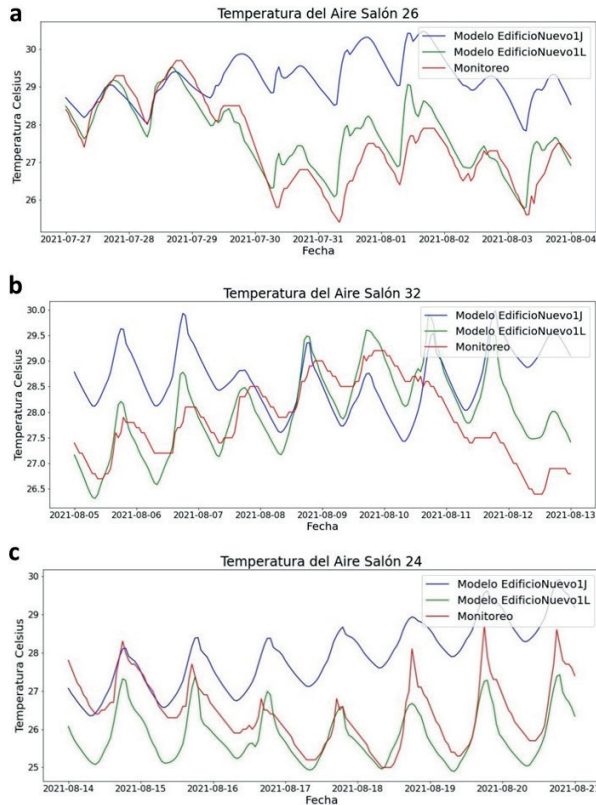 a
Temperatura del Aire Salón 26
Temperatura Celsius
30
29
28
27
26
Modelo EdificioNuevo1J
Modelo EdificioNuevo1L
Monitoreo
2021-07-27 2021-07-28 2021-07-29 2021-07-30 2021-07-31 2021-08-01 2021-08-02 2021-08-03 2021-08-04
Fecha
b
Temperatura del Aire Salón 32
Temperatura Celsius
30.0
29.5
29.0
28.5
28.0
27.5
27.0
26.5
Modelo EdificioNuevo1J
Modelo EdificioNuevo1L
Monitoreo
2021-08-05 2021-08-06 2021-08-07 2021-08-08 2021-08-09 2021-08-10 2021-08-11 2021-08-12 2021-08-13
Fecha
c
Temperatura del Aire Salón 24
Temperatura Celsius
30
29
28
27
26
25
Modelo EdificioNuevo1J
Modelo EdificioNuevo1L
Monitoreo
2021-08-14 2021-08-15 2021-08-16 2021-08-17 2021-08-18 2021-08-19 2021-08-20 2021-08-21
Fecha